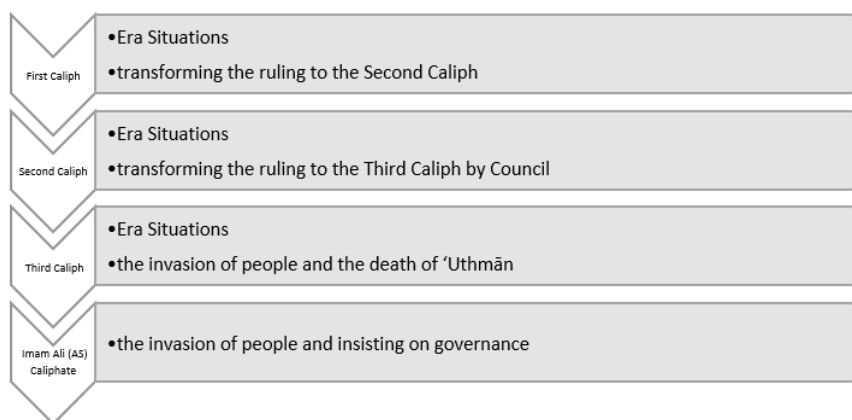 First Caliph
•Era Situations
•transforming the ruling to the Second Caliph
Second Caliph
•Era Situations
•transforming the ruling to the Third Caliph by Council
Third Caliph
•Era Situations
•the invasion of people and the death of ‘Uthmān
Imam Ali (AS)
Caliphate
•the invasion of people and insisting on governance